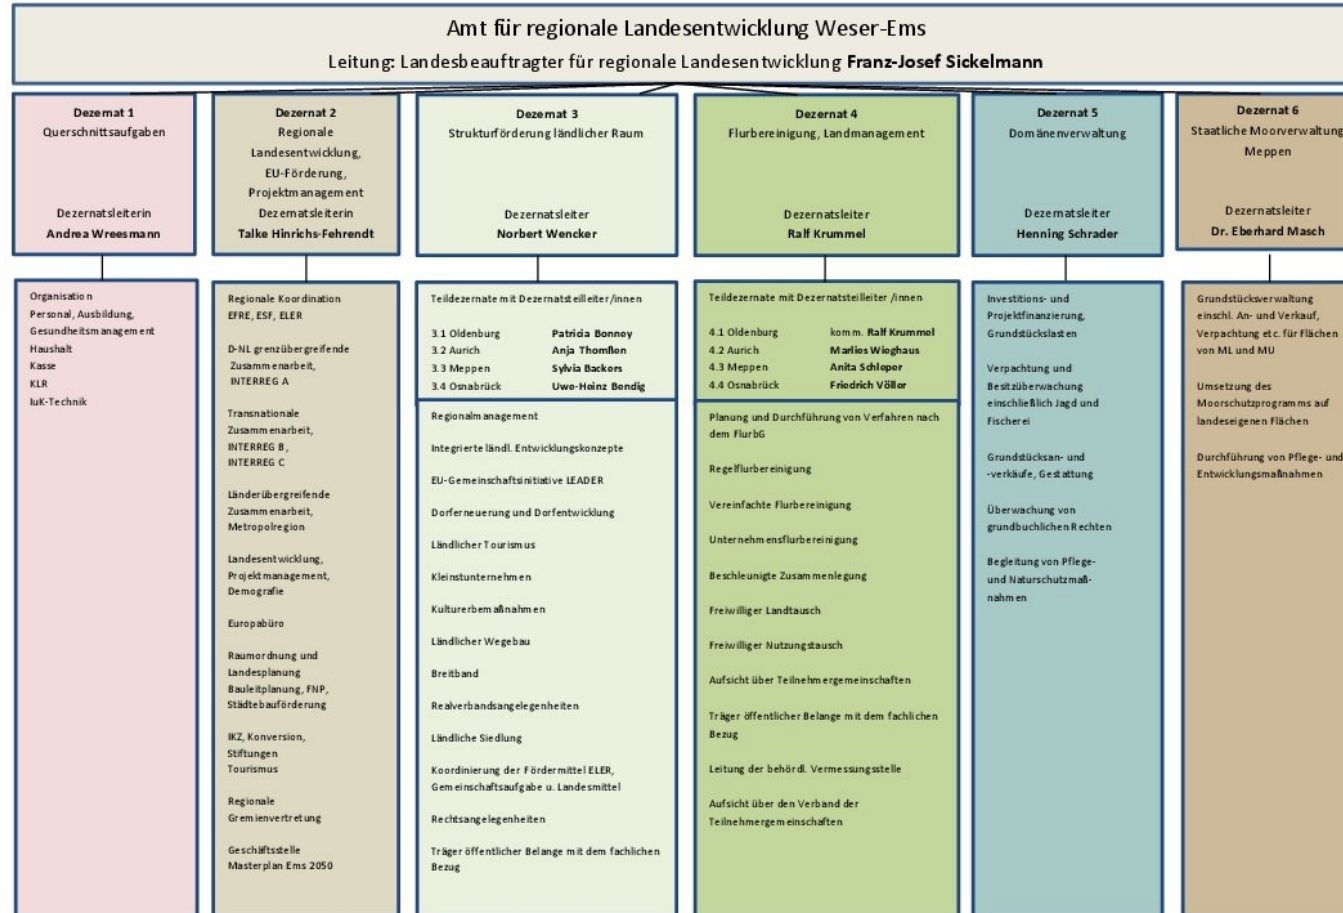 Amt für regionale Landesentwicklung Weser-Ems
Leitung: Landesbeauftragter für regionale Landesentwicklung Franz-Josef Sickelmann
Dezernat 1
Querschnittsaufgaben
Dezernatsleiterin
Andrea Wreesmann
Organisation
Personal, Ausbildung,
Gesundheitsmanagement
Haushalt
Kasse
KLR
IuK-Technik
Dezernat 2
Regionale
Landesentwicklung,
EU-Förderung,
Projektmanagement
Dezernatsleiterin
Talke Hinrichs-Fehrendt
Regionale Koordination
EFRE, ESF, ELER
D-NL grenzübergreifende
Zusammenarbeit,
INTERREG A
Transnationale
Zusammenarbeit,
INTERREG B,
INTERREG C
Länderübergreifende
Zusammenarbeit,
Metropolregion
Landesentwicklung,
Projektmanagement,
Demografie
Europabüro
Raumordnung und
Landesplanung
Bauleitplanung, FNP,
Städtebauförderung
IKZ, Konversion,
Stiftungen
Tourismus
Regionale
Gremienvertretung
Geschäftsstelle
Masterplan Ems 2050
Dezernat 3
Strukturförderung ländlicher Raum
Dezernatsleiter
Norbert Wencker
Teildezernate mit Dezernatsteilleiter/innen
3.1 Oldenburg Patricia Bonney
3.2 Aurich Anja Thomßen
3.3 Meppen Sylvia Backers
3.4 Osnabrück Uwe-Heinz Bendig
Regionalmanagement
Integrierte ländl. Entwicklungskonzepte
EU-Gemeinschaftsinitiative LEADER
Dorferneuerung und Dorfentwicklung
Ländlicher Tourismus
Kleinstunternehmen
Kulturerbemaßnahmen
Ländlicher Wegebau
Breitband
Realverbandsangelegenheiten
Ländliche Siedlung
Koordinierung der Fördermittel ELER,
Gemeinschaftsaufgabe u. Landesmittel
Rechtsangelegenheiten
Träger öffentlicher Belange mit dem fachlichen
Bezug
Dezernat 4
Flurbereinigung, Landmanagement
Dezernatsleiter
Ralf Krummel
Teildezernate mit Dezernatsteilleiter /innen
4.1 Oldenburg komm. Ralf Krummel
4.2 Aurich Marlies Wieghaus
4.3 Meppen Anita Schleper
4.4 Osnabrück Friedrich Völler
Planung und Durchführung von Verfahren nach
dem FlurbG
Regelflurbereinigung
Vereinfachte Flurbereinigung
Unternehmensflurbereinigung
Beschleunigte Zusammenlegung
Freiwilliger Landtausch
Freiwilliger Nutzungstausch
Aufsicht über Teilnehmergemeinschaften
Träger öffentlicher Belange mit dem fachlichen
Bezug
Leitung der behördl. Vermessungsstelle
Aufsicht über den Verband der
Teilnehmergemeinschaften
Dezernat 5
Domänenverwaltung
Dezernatsleiter
Henning Schrader
Investitions- und
Projektfinanzierung,
Grundstückslasten
Verpachtung und
Besitzüberwachung
einschließlich Jagd und
Fischerei
Grundstücksan- und
-verkäufe, Gestattung
Überwachung von
grundbuchlichen Rechten
Begleitung von Pflege-
und Naturschutzmaß-
nahmen
Dezernat 6
Staatliche Moorverwaltung
Meppen
Dezernatsleiter
Dr. Eberhard Masch
Grundstücksverwaltung
einschl. An- und Verkauf,
Verpachtung etc. für Flächen
von ML und MU
Umsetzung des
Moorschutzprogramms auf
landeseigenen Flächen
Durchführung von Pflege- und
Entwicklungsmaßnahmen